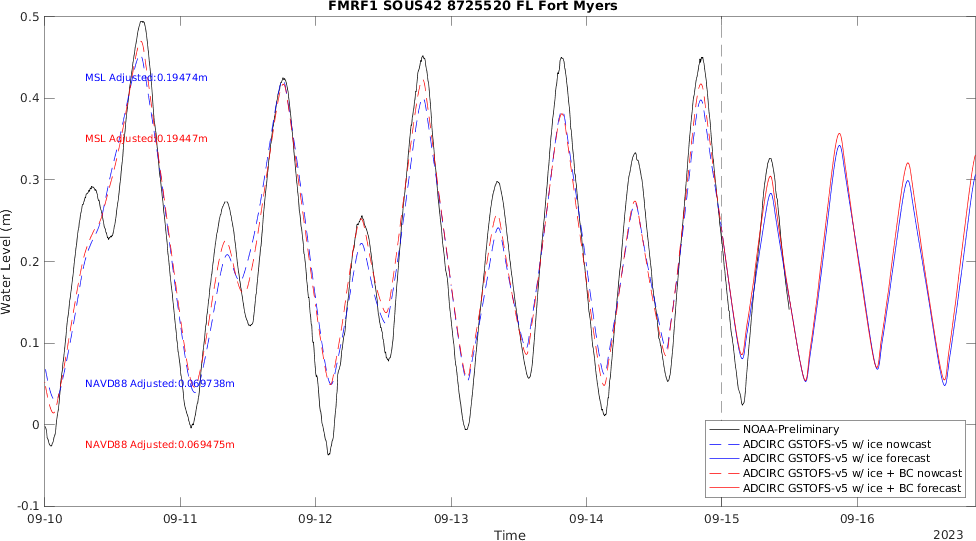 FMRF1 SOUS42 8725520 FL Fort Myers
0.5
0.4
0.3
0.2
0.1
0
-0.1
Water Level (m)
MSL Adjusted:0.19474m
MSL Adjusted:0.19447m
NAVD88 Adjusted:0.069738m
NAVD88 Adjusted:0.069475m
NOAA-Preliminary
ADCIRC GSTOFS-v5 w/ ice nowcast
ADCIRC GSTOFS-v5 w/ ice forecast
ADCIRC GSTOFS-v5 w/ ice + BC nowcast
ADCIRC GSTOFS-v5 w/ ice + BC forecast
09-10 09-11 09-12 09-13 09-14 09-15 09-16
Time
2023